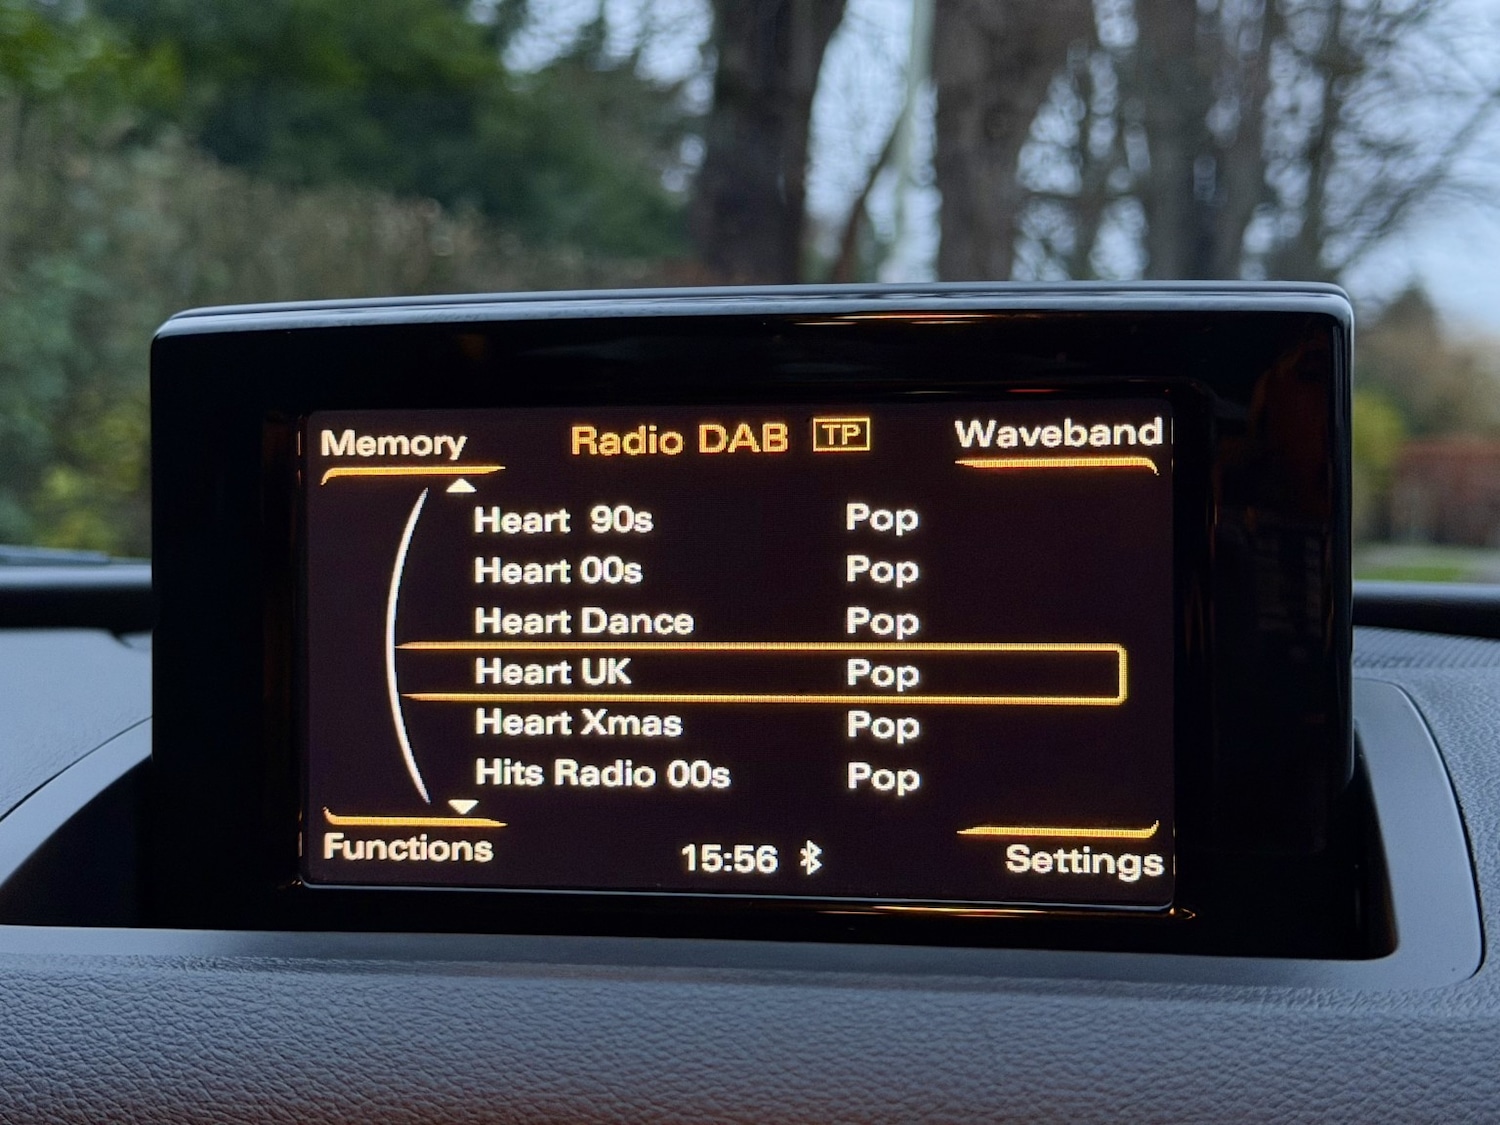 Memory Radio DAB TP Waveband
Heart  90s Pop
Heart 00s Pop
Heart Dance Pop
Heart UK Pop
Heart Xmas Pop
Hits Radio 00s Pop
Functions 15:56 Settings